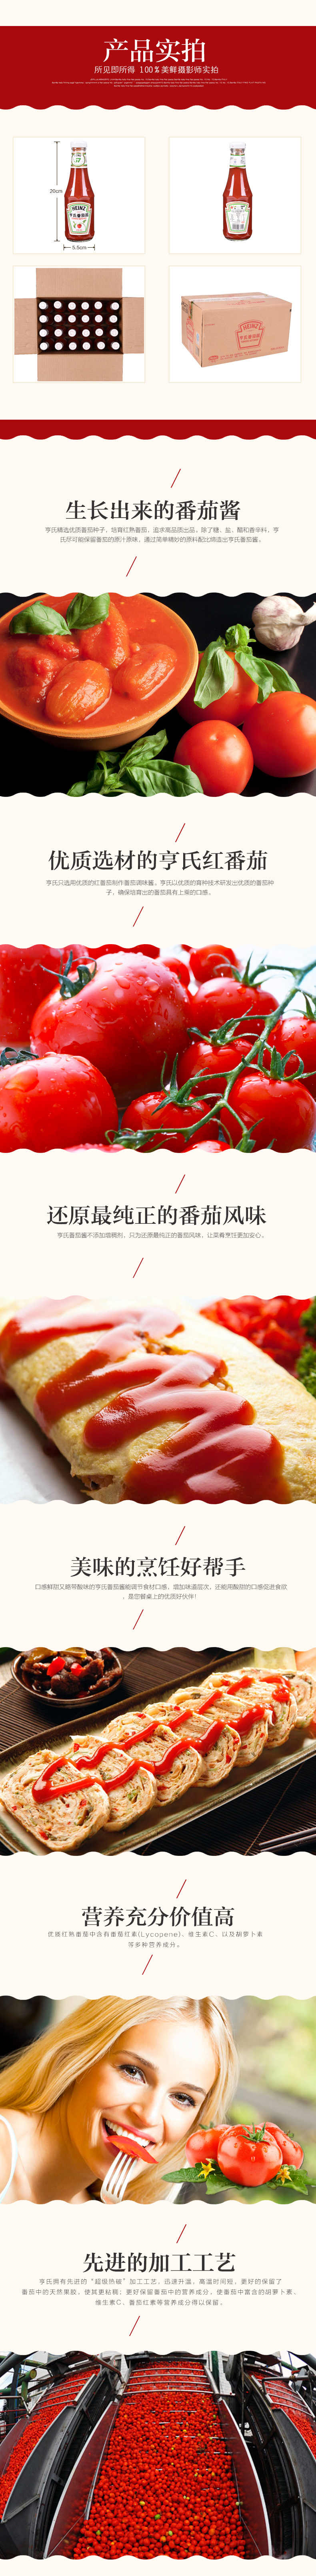 产品实拍
所见即所得 100%美鲜摄影师实拍
20cm
HEINZ
亨氏番茄酱
5.5cm
HEINZ
HEINZ
亨氏番茄酱
生长出来的番茄酱
亨氏精选优质番茄种子，培育红熟番茄，追求高品质出品。除了糖、盐、醋和香辛料，亨
氏尽可能保留番茄的原汁原味，通过简单精妙的原料配比缔造出亨氏番茄酱。
优质选材的亨氏红番茄
亨氏只选用优质的红番茄制作番茄调味酱。亨氏以优质的育种技术研发出优质的番茄种
子，确保培育出的番茄具有上乘的口感。
还原最纯正的番茄风味
亨氏番茄酱不添加增稠剂，只为还原最纯正的番茄风味，让菜肴烹饪更加安心。
美味的烹饪好帮手
口感鲜甜又略带酸味的亨氏番茄酱能调节食材口感，增加味道层次，还能用酸甜的口感促进食欲
，是您餐桌上的优质好伙伴！
营养充分价值高
优质红熟番茄中含有番茄红素(Lycopene)、维生素C、以及胡萝卜素
等多种营养成分。
先进的加工工艺
亨氏拥有先进的“超级热破”加工工艺，迅速升温，高温时间短，更好的保留了
番茄中的天然果胶，使其更粘稠；更好保留番茄中的营养成分，使番茄中富含的胡萝卜素、
维生素C、番茄红素等营养成分得以保留。